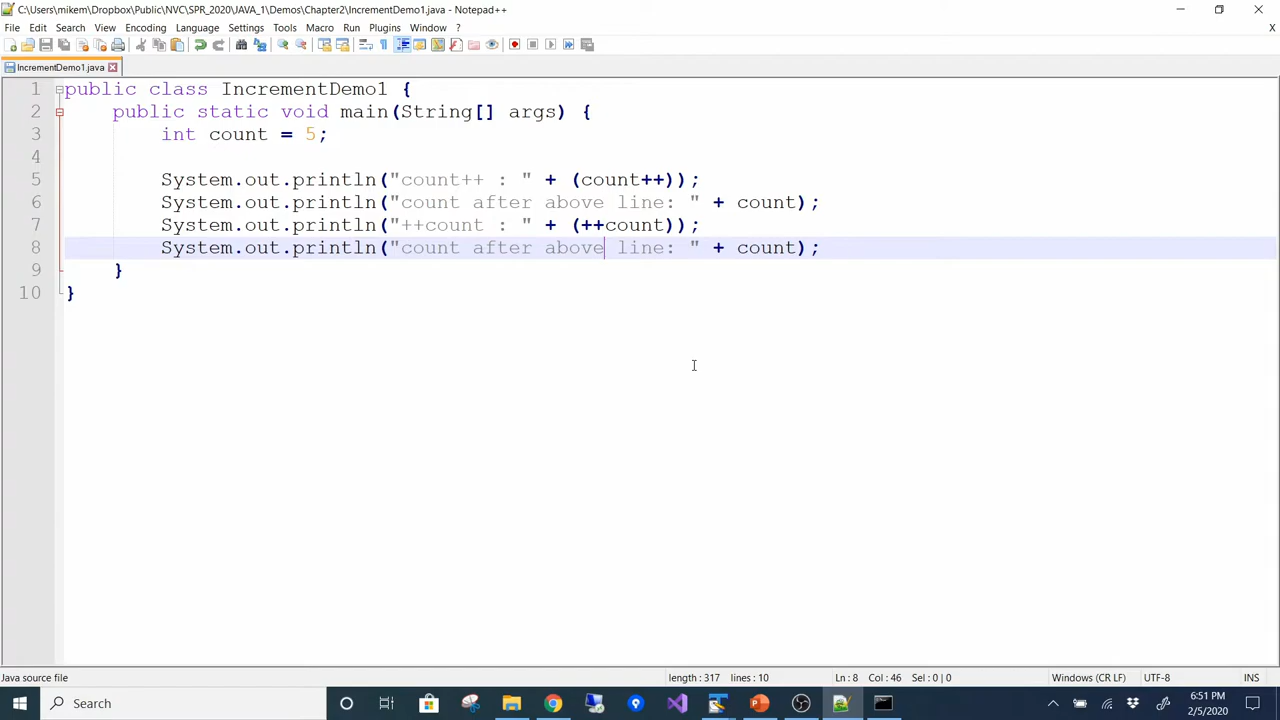 C:\Users\mikem\Dropbox\Public\NVC\SPR_2020\JAVA_1\Demos\Chapter2\IncrementDemo1.java - Notepad++
File Edit Search View Encoding Language Settings Tools Macro Run Plugins Window ? X
IncrementDemo1.java
1 public class IncrementDemo1 {
2 public static void main(String[] args) {
3 int count = 5;
4
5 System.out.println("count++ : " + (count++));
6 System.out.println("count after above line: " + count);
7 System.out.println("++count : " + (++count));
8 System.out.println("count after above line: " + count);
9 }
10 }
Java source file length : 317 lines : 10 Ln : 8 Col : 46 Sel : 0 | 0 Windows (CR LF) UTF-8 INS
Search
6:51 PM
2/5/2020